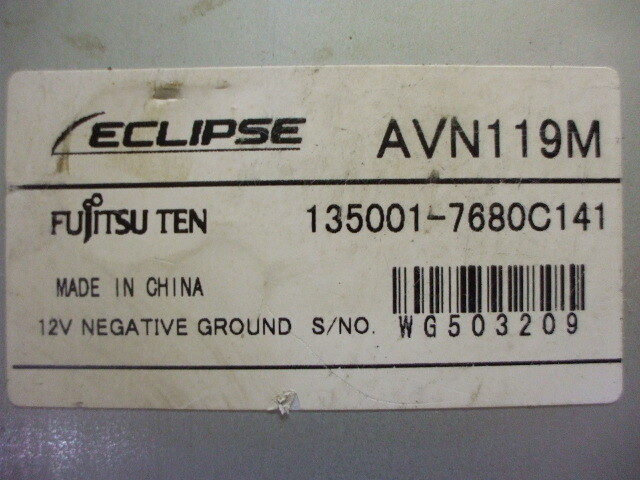 ECLIPSE AVN119M
FUJITSU TEN 135001-7680C141
MADE IN CHINA
12V NEGATIVE GROUND S/NO. WG503209